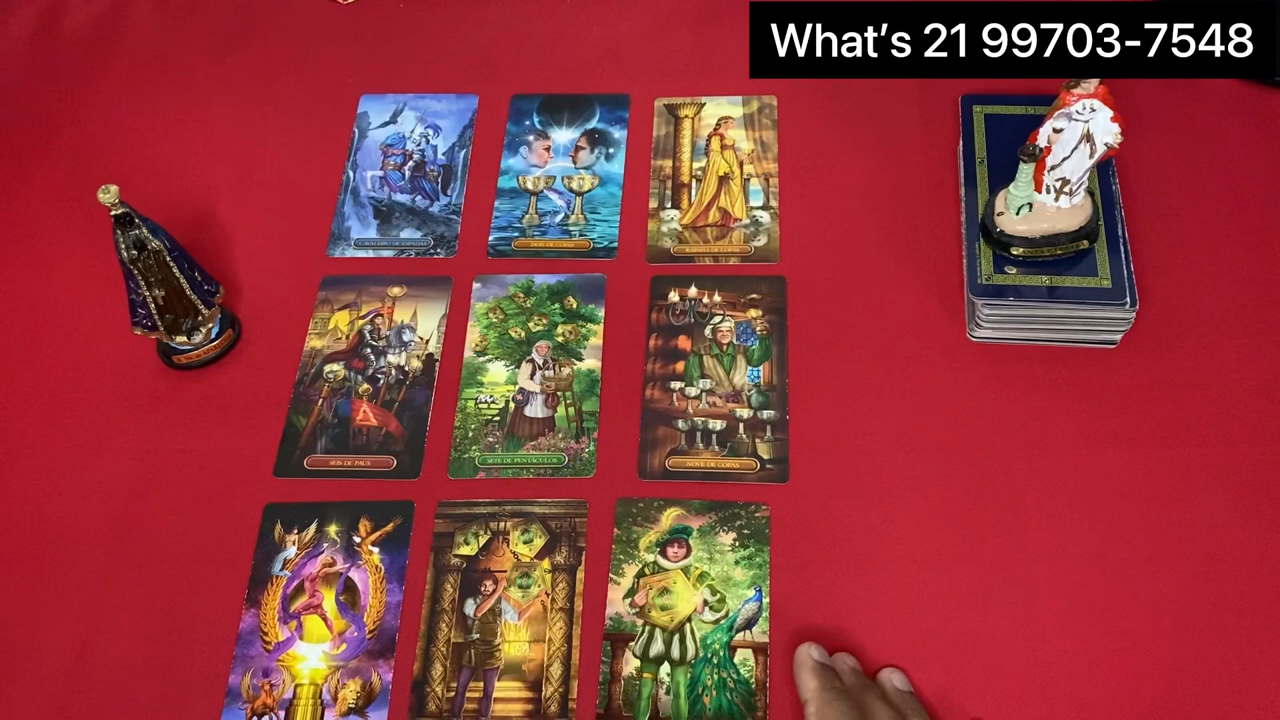 What’s 21 99703-7548
CAVALEIRO DE ESPADAS
DOIS DE COPAS
RAINHA DE COPAS
SEIS DE PAUS
SETE DE PENTÁCULOS
NOVE DE COPAS